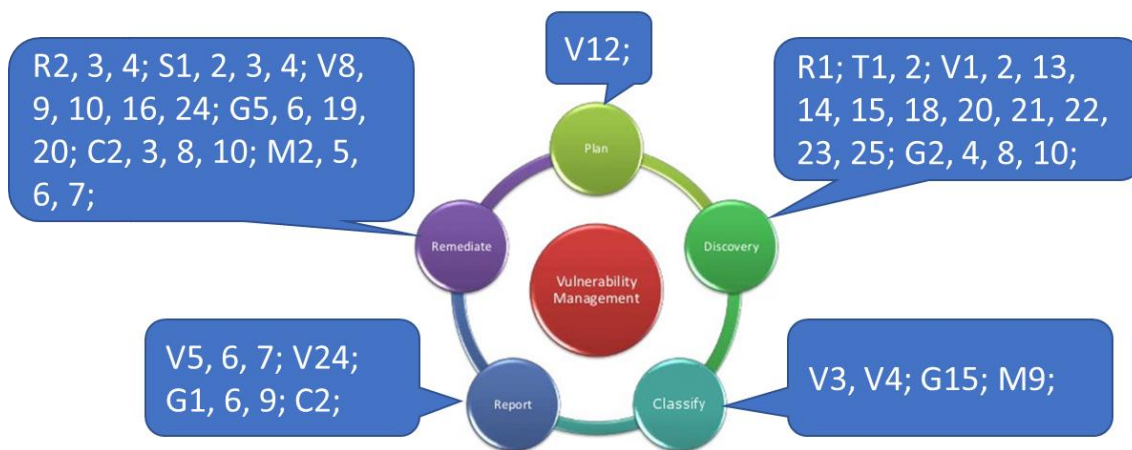 R2, 3, 4; S1, 2, 3, 4; V8,
9, 10, 16, 24; G5, 6, 19,
20; C2, 3, 8, 10; M2, 5,
6, 7;
V12;
R1; T1, 2; V1, 2, 13,
14, 15, 18, 20, 21, 22,
23, 25; G2, 4, 8, 10;
Plan
Remediate
Discovery
Vulnerability
Management
V5, 6, 7; V24;
G1, 6, 9; C2;
Report
Classify
V3, V4; G15; M9;